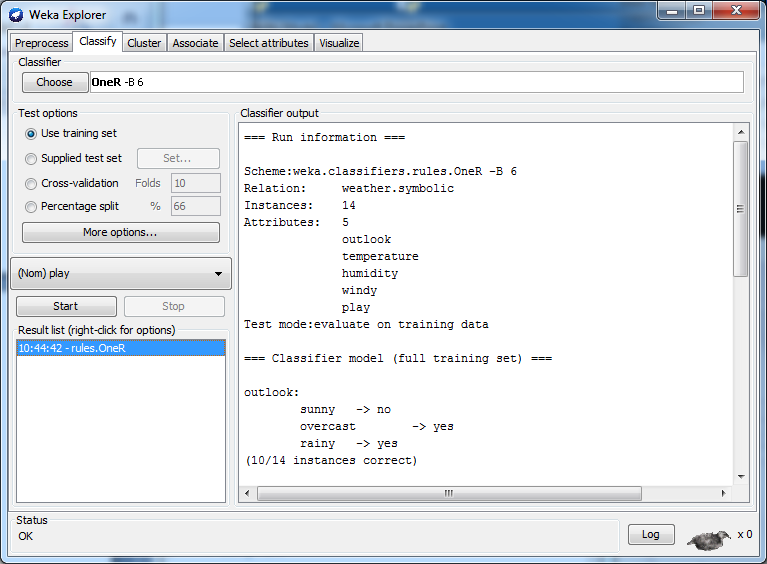 Weka Explorer
Preprocess Classify Cluster Associate Select attributes Visualize
Classifier
Choose OneR -B 6
Test options
Use training set
Supplied test set Set...
Cross-validation Folds 10
Percentage split % 66
More options...
(Nom) play
Start Stop
Result list (right-click for options)
10:44:42 - rules.OneR
Classifier output
=== Run information ===
Scheme:weka.classifiers.rules.OneR -B 6
Relation: weather.symbolic
Instances: 14
Attributes: 5
outlook
temperature
humidity
windy
play
Test mode:evaluate on training data
=== Classifier model (full training set) ===
outlook:
sunny -> no
overcast -> yes
rainy -> yes
(10/14 instances correct)
Status
OK
Log x 0